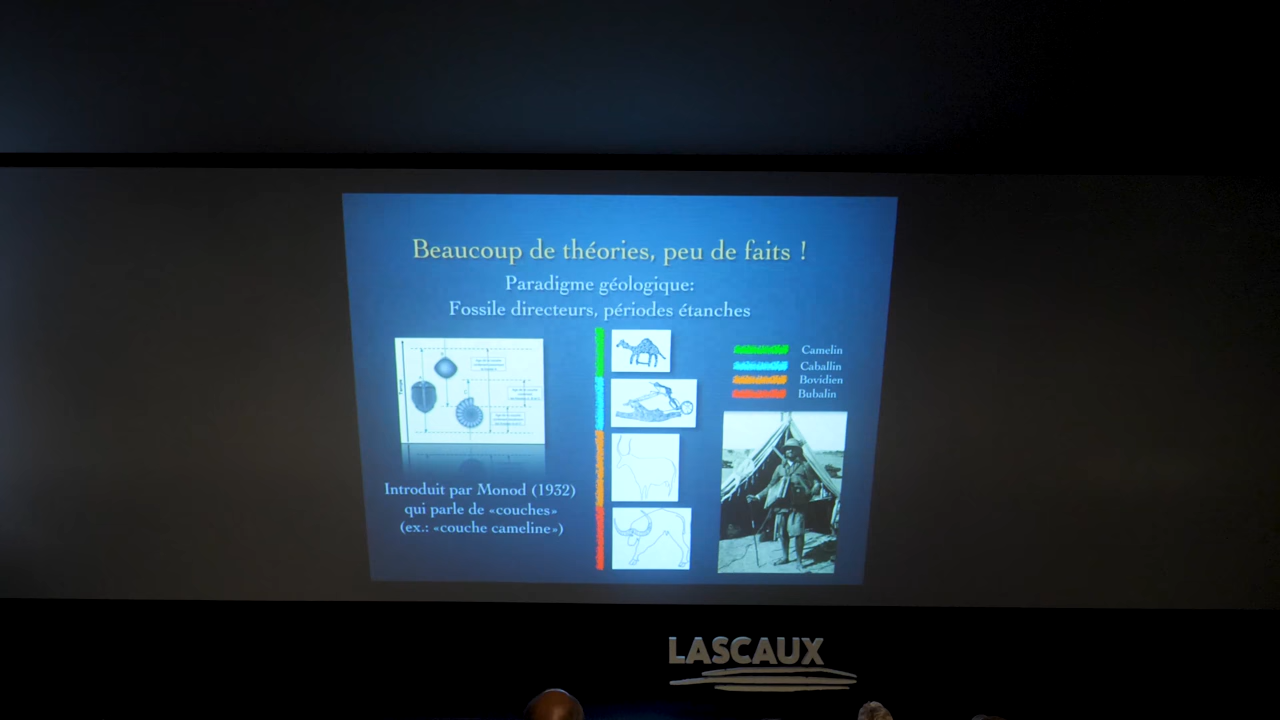 Beaucoup de théories, peu de faits !
Paradigme géologique:
Fossile directeurs, périodes étanches
Camelin
Caballin
Bovidien
Bubalin
Introduit par Monod (1932)
qui parle de «couches»
(ex.: «couche cameline»)
LASCAUX